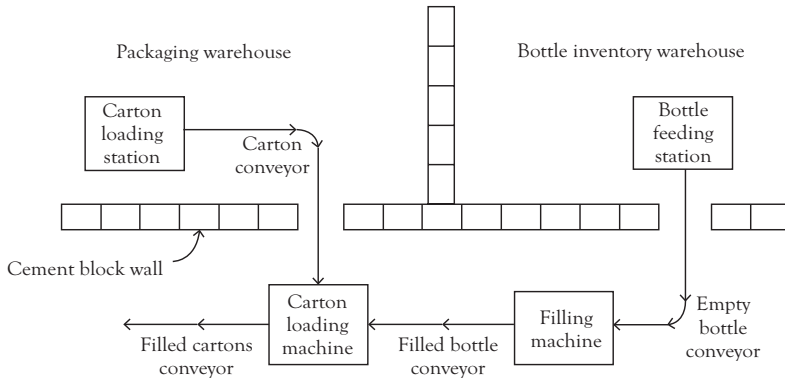 Packaging warehouse
Bottle inventory warehouse
Carton
loading
station
Carton
conveyor
Bottle
feeding
station
Cement block wall
Carton
loading
machine
Filling
machine
Empty
bottle
conveyor
Filled cartons
conveyor
Filled bottle
conveyor